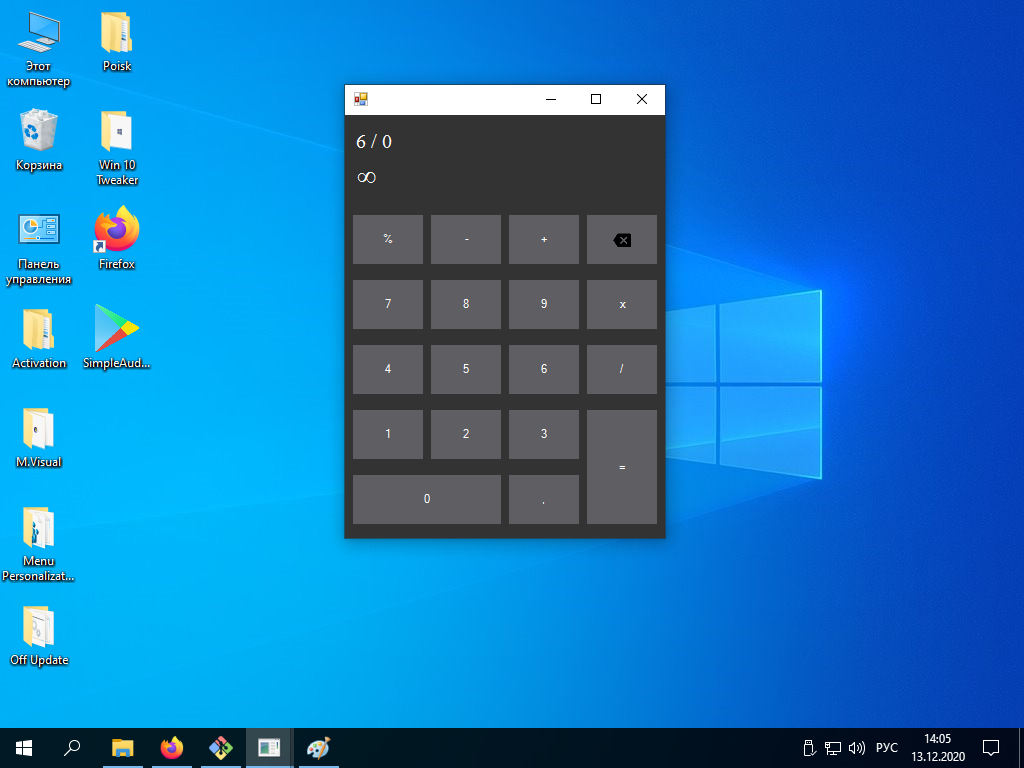 Этот
компьютер
Poisk
Корзина
Win 10
Tweaker
Панель
управления
Firefox
Activation
SimpleAud...
M.Visual
Menu
Personalizat...
Off Update
6 / 0
∞
% - +
7 8 9 x
4 5 6 /
1 2 3
=
0 .
РУС
14:05
13.12.2020